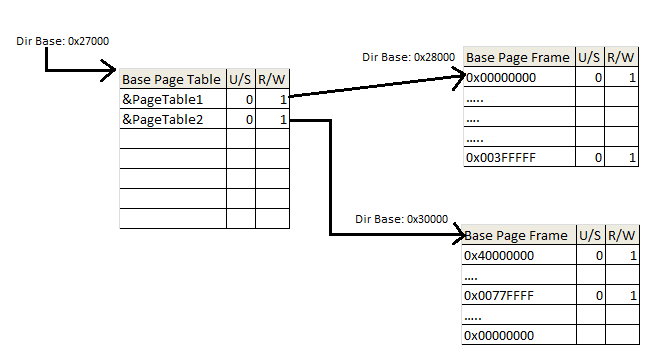 Dir Base: 0x27000
Base Page Table U/S R/W
&PageTable1 0 1
&PageTable2 0 1
Dir Base: 0x28000
Base Page Frame U/S R/W
0x00000000 0 1
.....
....
.....
0x003FFFFF 0 1
Dir Base: 0x30000
Base Page Frame U/S R/W
0x40000000 0 1
....
0x0077FFFF 0 1
.....
0x00000000